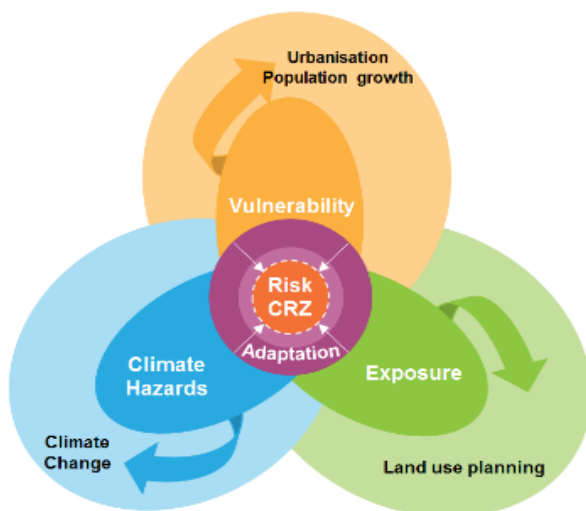 Urbanisation
Population growth
Vulnerability
Risk
CRZ
Adaptation
Climate
Hazards
Exposure
Climate
Change
Land use planning